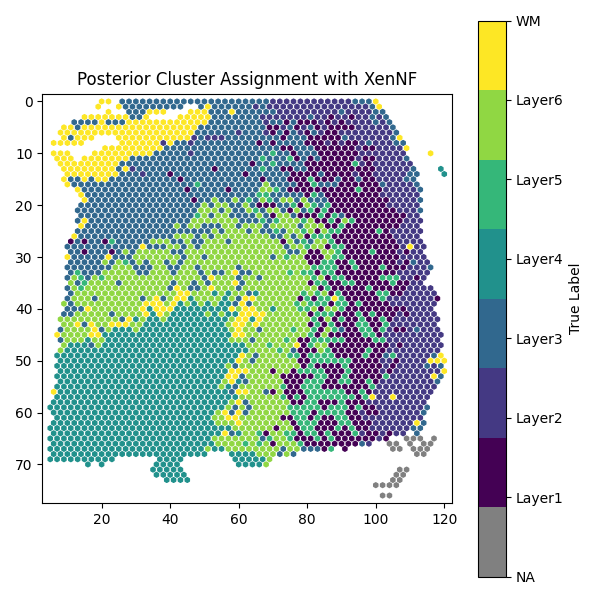 Posterior Cluster Assignment with XenNF
0
10
20
30
40
50
60
70
20
40
60
80
100
120
WM
Layer6
Layer5
Layer4
Layer3
Layer2
Layer1
NA
True Label